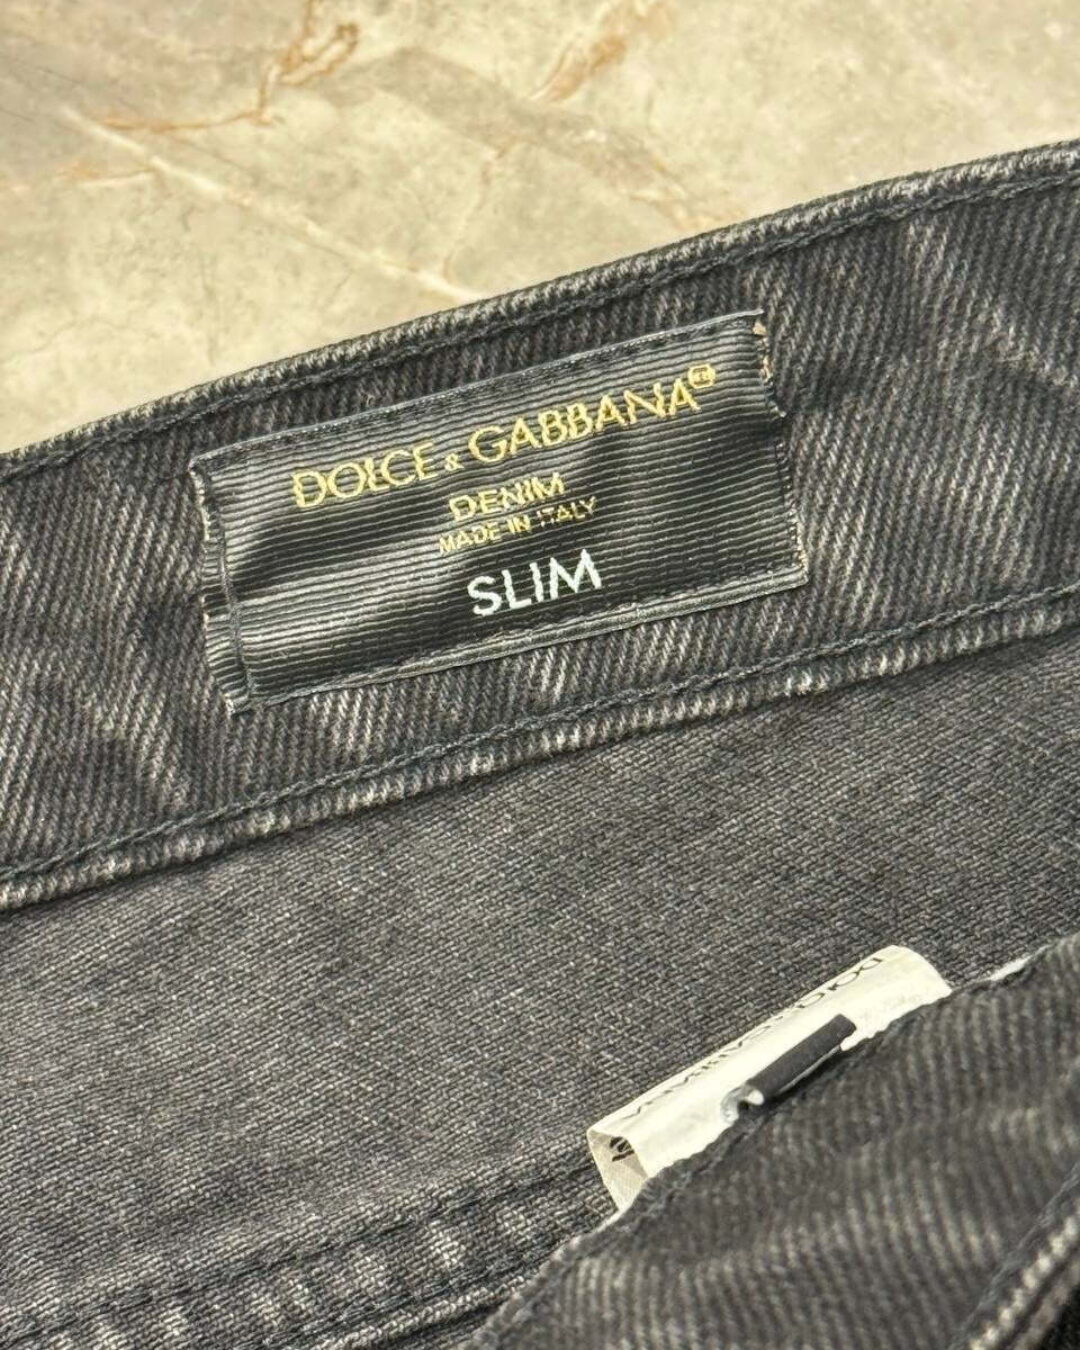 DOLCE & GABBANA®
DENIM
MADE IN ITALY
SLIM